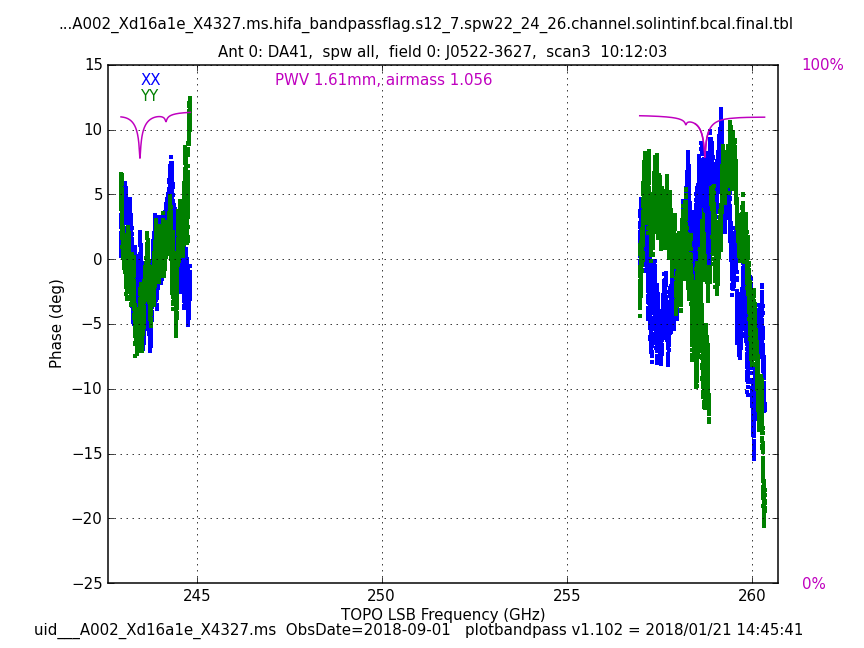 ...A002_Xd16a1e_X4327.ms.hifa_bandpassflag.s12_7.spw22_24_26.channel.solintinf.bcal.final.tbl
Ant 0: DA41,  spw all,  field 0: J0522-3627,  scan3  10:12:03
15
100%
XX
PWV 1.61mm, airmass 1.056
YY
10
5
0
−5
−10
−15
−20
−25
0%
Phase (deg)
245
250
255
260
TOPO LSB Frequency (GHz)
uid___A002_Xd16a1e_X4327.ms  ObsDate=2018-09-01   plotbandpass v1.102 = 2018/01/21 14:45:41